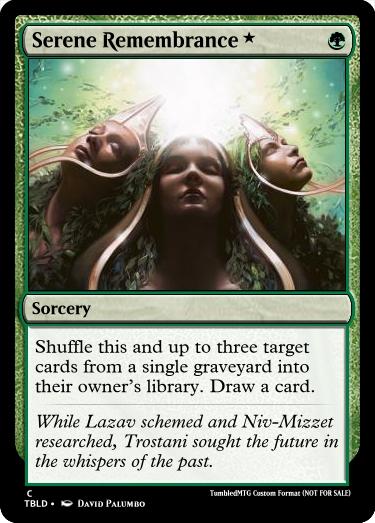 Serene Remembrance ★
Sorcery
Shuffle this and up to three target
cards from a single graveyard into
their owner's library. Draw a card.
While Lazav schemed and Niv-Mizzet
researched, Trostani sought the future in
the whispers of the past.
C
TBLD • DAVID PALUMBO
TumbledMTG Custom Format (NOT FOR SALE)